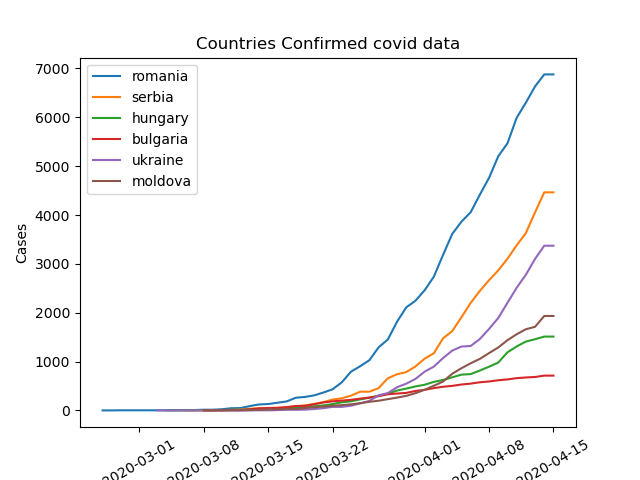 Countries Confirmed covid data
7000
6000
5000
4000
3000
2000
1000
0
Cases
romania
serbia
hungary
bulgaria
ukraine
moldova
2020-03-01
2020-03-08
2020-03-15
2020-03-22
2020-04-01
2020-04-08
2020-04-15